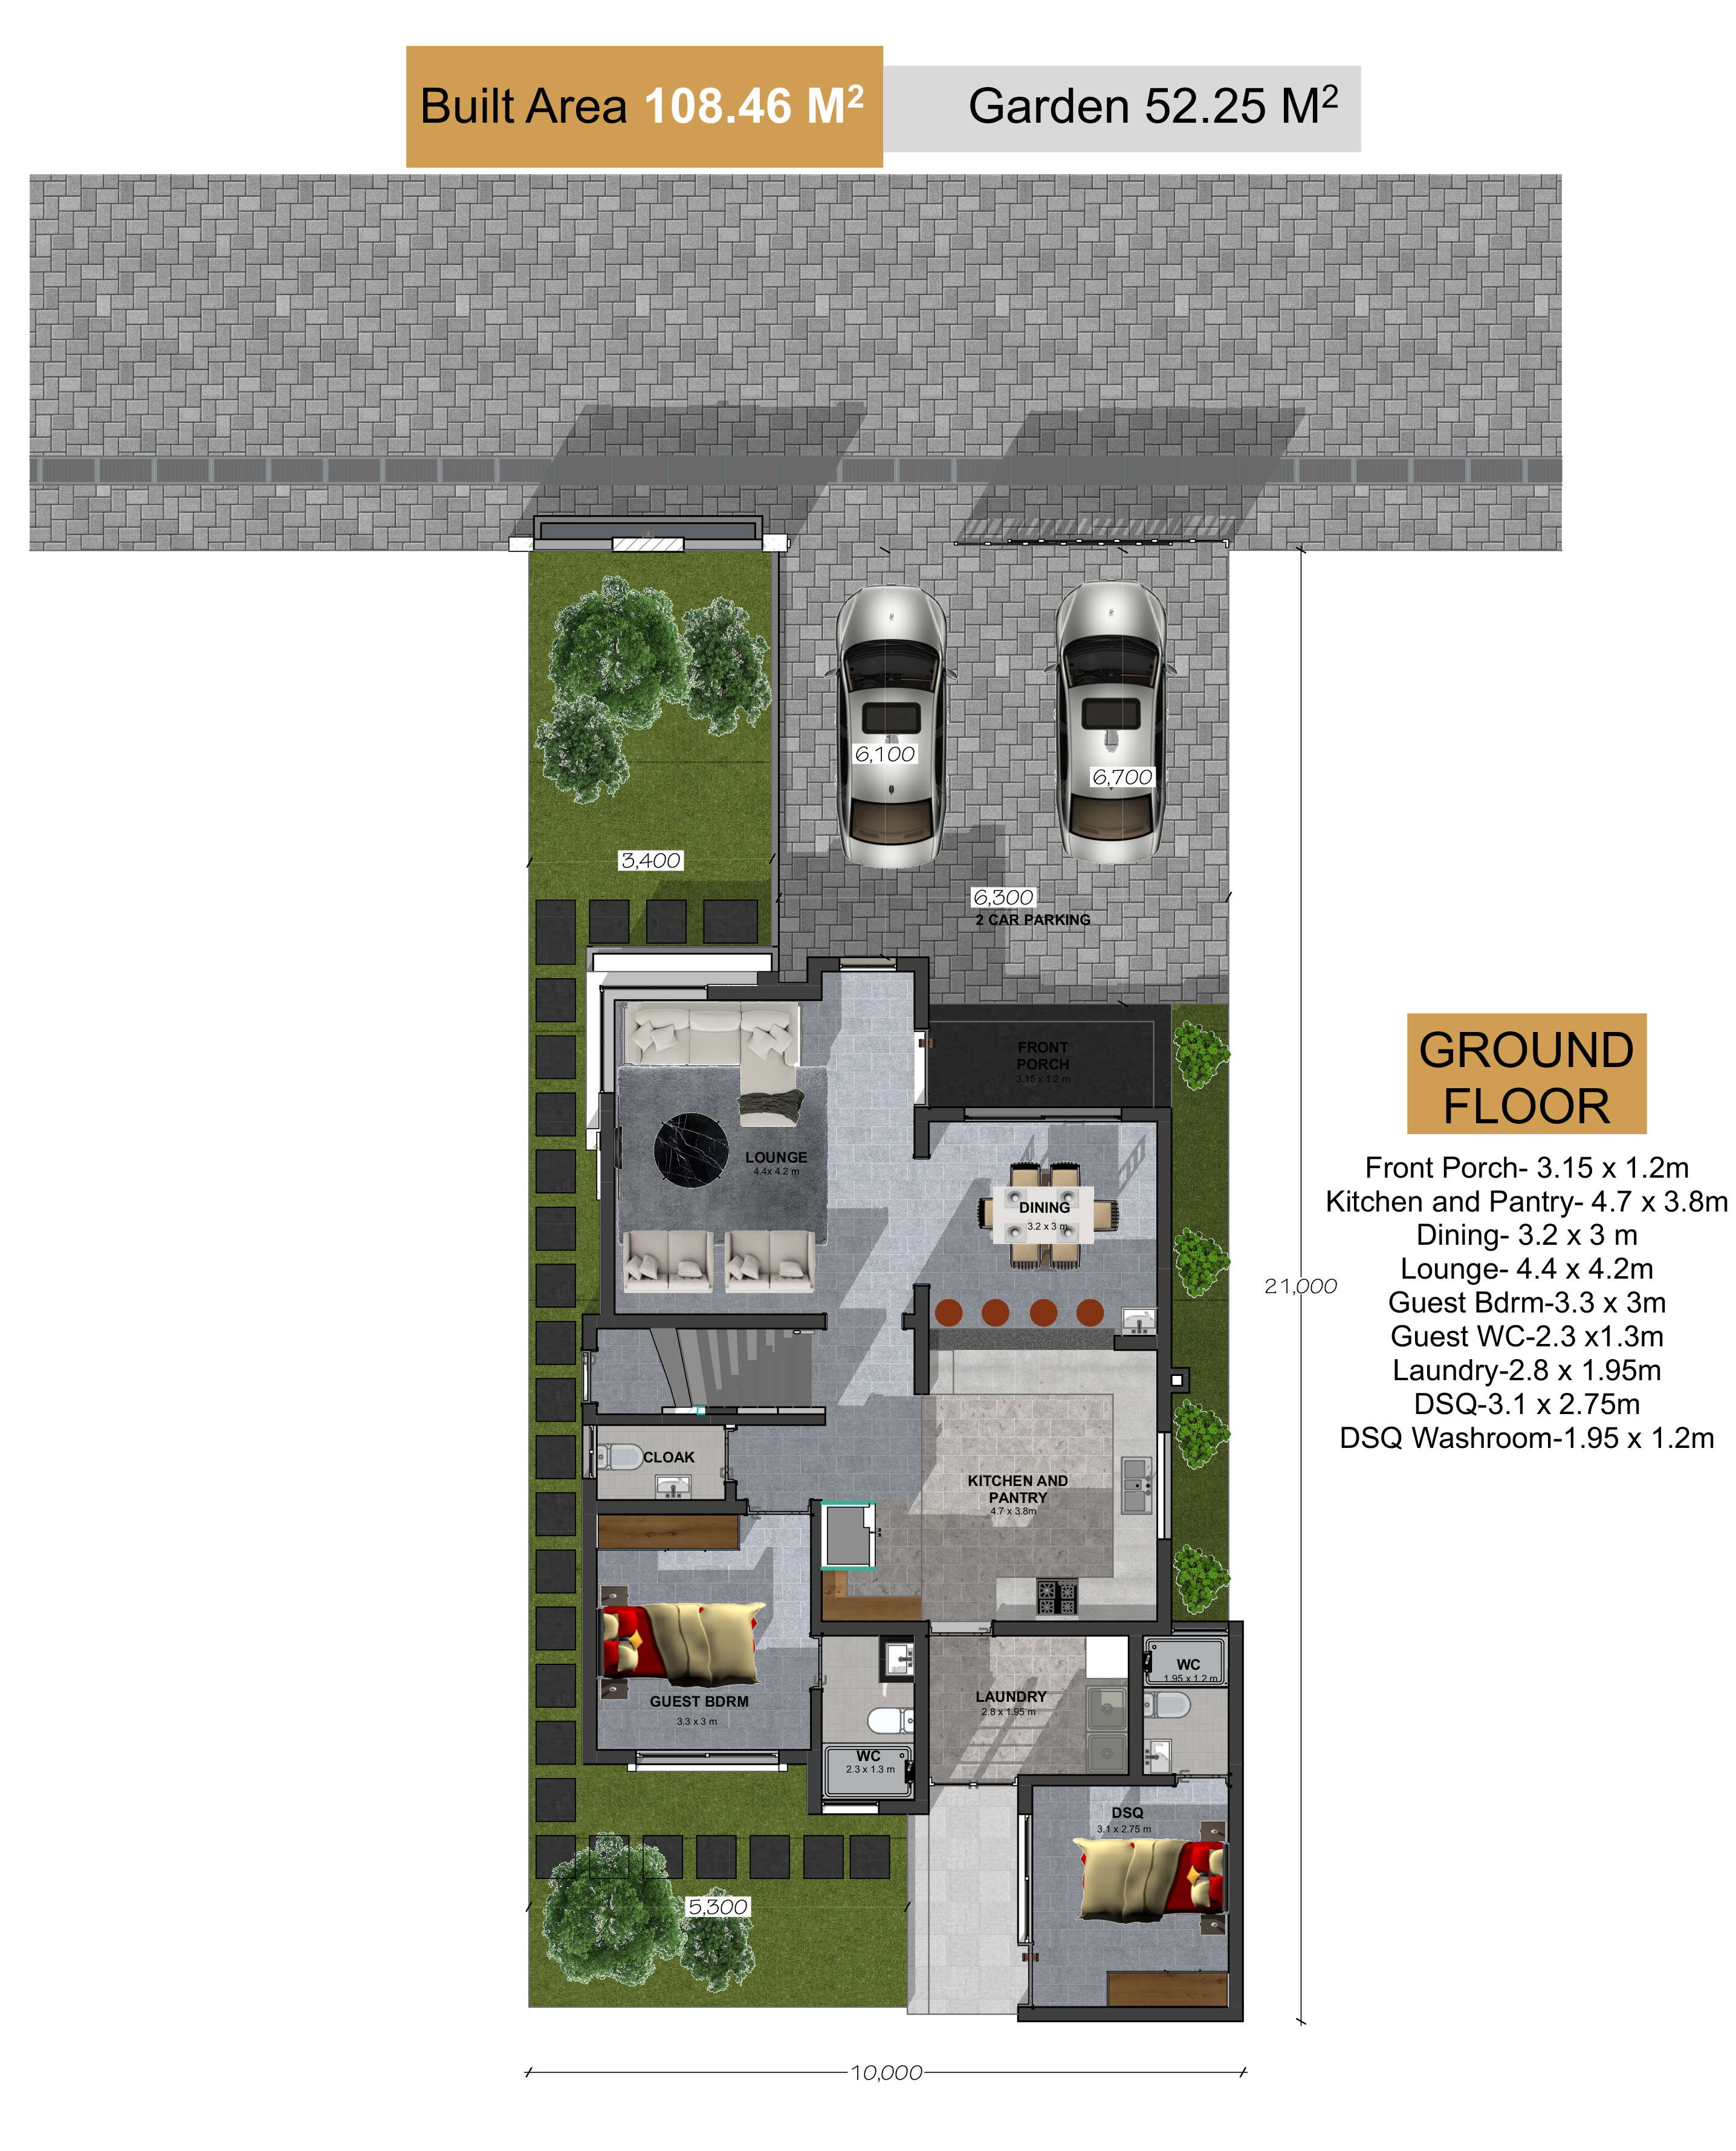 Built Area 108.46 M²
Garden 52.25 M²
6,100
6,700
3,400
6,300
2 CAR PARKING
FRONT
PORCH
3.15 x 1.2 m
LOUNGE
4.4x 4.2 m
DINING
3.2 x 3 m
21,000
CLOAK
KITCHEN AND
PANTRY
4.7 x 3.8m
GUEST BDRM
3.3 x 3 m
WC
2.3 x 1.3 m
LAUNDRY
2.8 x 1.95 m
WC
1.95 x 1.2 m
DSQ
3.1 x 2.75 m
5,300
10,000
GROUND
FLOOR
Front Porch- 3.15 x 1.2m
Kitchen and Pantry- 4.7 x 3.8m
Dining- 3.2 x 3 m
Lounge- 4.4 x 4.2m
Guest Bdrm-3.3 x 3m
Guest WC-2.3 x1.3m
Laundry-2.8 x 1.95m
DSQ-3.1 x 2.75m
DSQ Washroom-1.95 x 1.2m